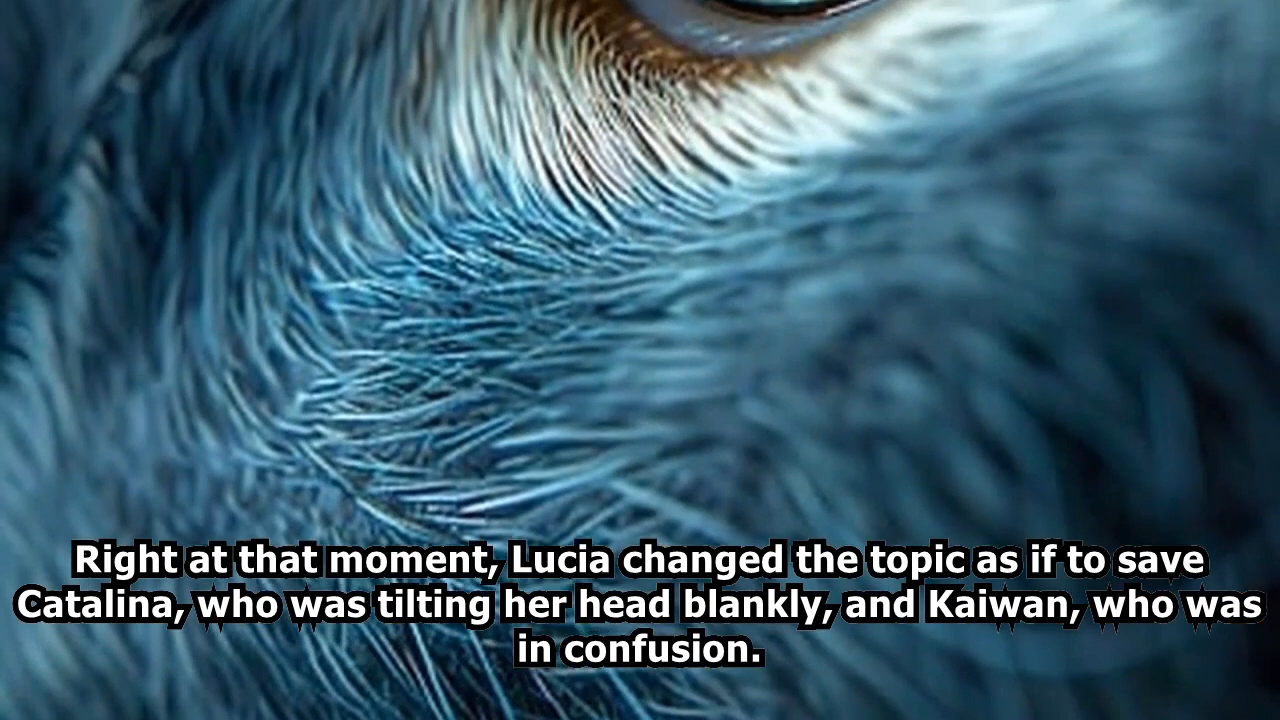 Right at that moment, Lucia changed the topic as if to save
Catalina, who was tilting her head blankly, and Kaiwan, who was
in confusion.